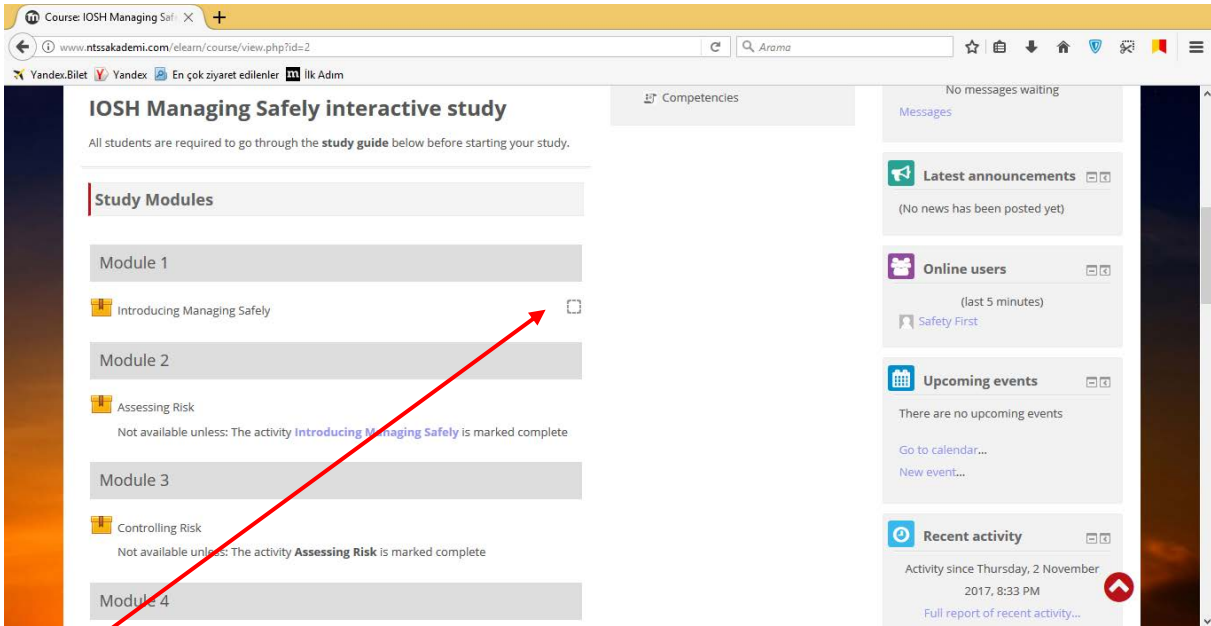 Course: IOSH Managing Saf
www.ntssakademi.com/elearn/course/view.php?id=2
Arama
Yandex.Bilet Yandex En çok ziyaret edilenler İlk Adım
IOSH Managing Safely interactive study
All students are required to go through the study guide below before starting your study.
Study Modules
Module 1
Introducing Managing Safely
Module 2
Assessing Risk
Not available unless: The activity Introducing Managing Safely is marked complete
Module 3
Controlling Risk
Not available unless: The activity Assessing Risk is marked complete
Module 4
Competencies
No messages waiting
Messages
Latest announcements
(No news has been posted yet)
Online users
(last 5 minutes)
Safety First
Upcoming events
There are no upcoming events
Go to calendar...
New event...
Recent activity
Activity since Thursday, 2 November
2017, 8:33 PM
Full report of recent activity...